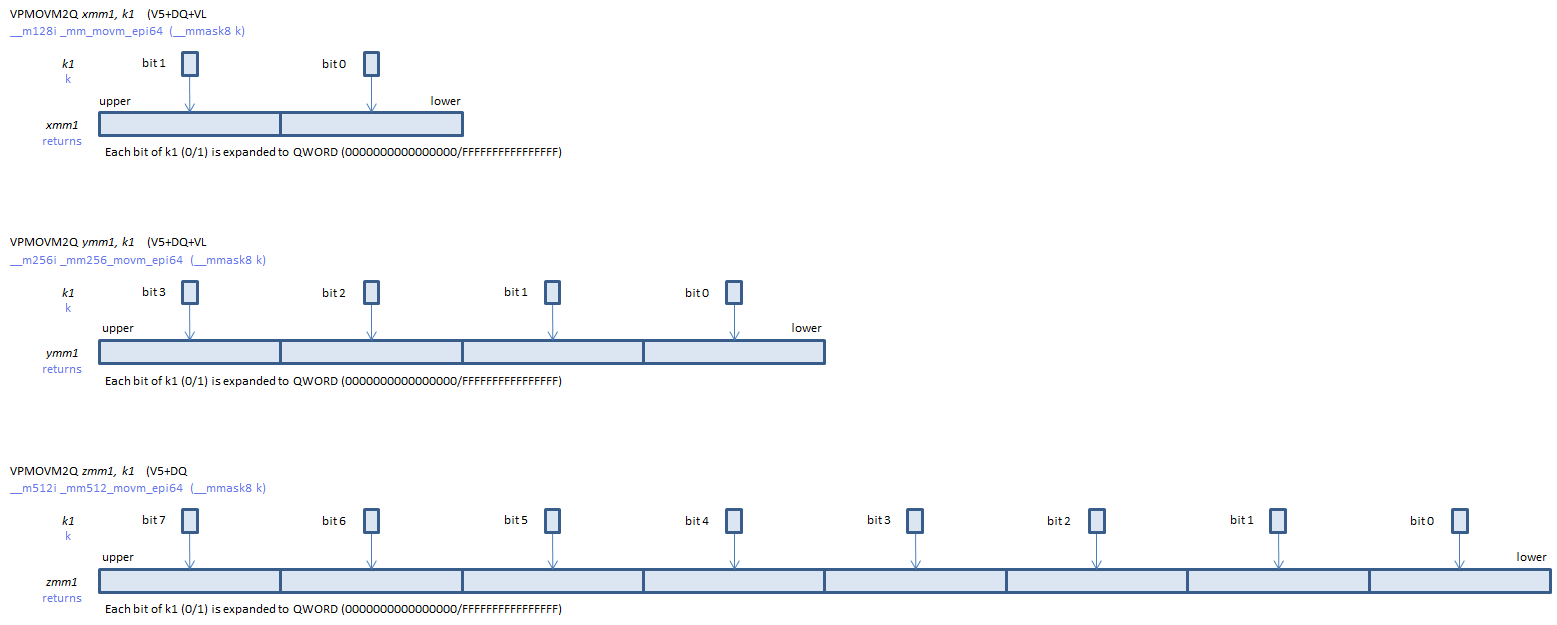 VPMOVM2Q xmm1, k1 (V5+DQ+VL
__m128i _mm_movm_epi64 (__mmask8 k)
k1 bit 1 bit 0
k
upper lower
xmm1
returns
Each bit of k1 (0/1) is expanded to QWORD (0000000000000000/FFFFFFFFFFFFFFFF)
VPMOVM2Q ymm1, k1 (V5+DQ+VL
__m256i _mm256_movm_epi64 (__mmask8 k)
k1 bit 3 bit 2 bit 1 bit 0
k
upper lower
ymm1
returns
Each bit of k1 (0/1) is expanded to QWORD (0000000000000000/FFFFFFFFFFFFFFFF)
VPMOVM2Q zmm1, k1 (V5+DQ
__m512i _mm512_movm_epi64 (__mmask8 k)
k1 bit 7 bit 6 bit 5 bit 4 bit 3 bit 2 bit 1 bit 0
k
upper lower
zmm1
returns
Each bit of k1 (0/1) is expanded to QWORD (0000000000000000/FFFFFFFFFFFFFFFF)